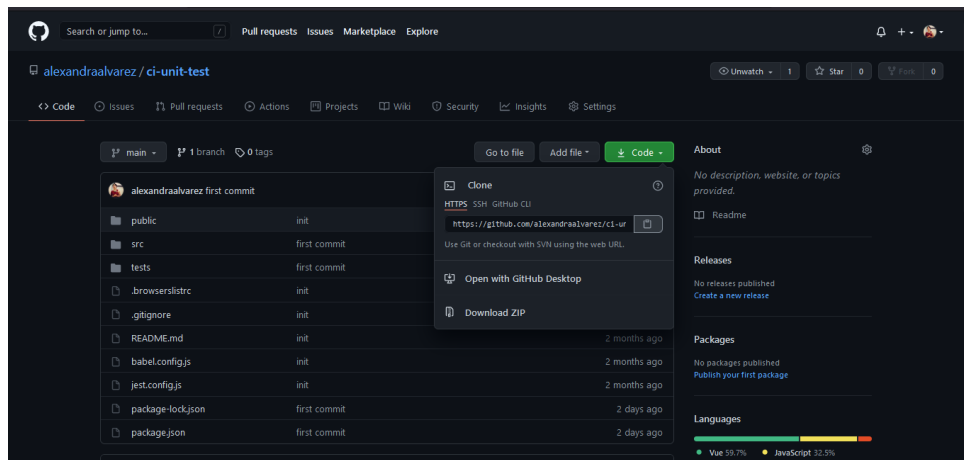 Search or jump to... / Pull requests Issues Marketplace Explore
alexandraalvarez / ci-unit-test
Unwatch 1 Star 0 Fork 0
<> Code Issues Pull requests Actions Projects Wiki Security Insights Settings
main 1 branch 0 tags Go to file Add file Code
alexandraalvarez first commit
public init
src first commit
tests first commit
.browserslistrc init
.gitignore init
README.md init 2 months ago
babel.config.js init 2 months ago
jest.config.js init 2 months ago
package-lock.json first commit 2 days ago
package.json first commit 2 days ago
Clone
HTTPS SSH GitHub CLI
https://github.com/alexandraalvarez/ci-ur
Use Git or checkout with SVN using the web URL.
Open with GitHub Desktop
Download ZIP
About
No description, website, or topics
provided.
Readme
Releases
No releases published
Create a new release
Packages
No packages published
Publish your first package
Languages
Vue 59.7% JavaScript 32.5%